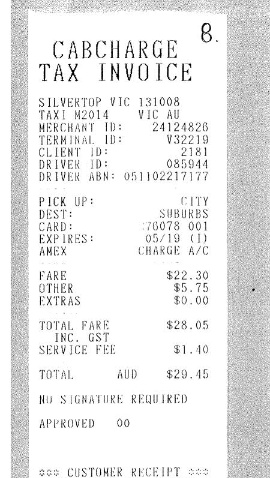 8.
CABCHARGE
TAX INVOICE
SILVERTOP VIC 131008
TAXI M2014 VIC AU
MERCHANT ID: 24124826
TERMINAL ID: V32219
CLIENT ID: 2181
DRIVER ID: 085944
DRIVER ABN: 051102217177
PICK UP: CITY
DEST: SUBURBS
CARD: 76078 001
EXPIRES: 05/19 (I)
AMEX CHARGE A/C
FARE $22.30
OTHER $5.75
EXTRAS $0.00
TOTAL FARE $28.05
INC. GST
SERVICE FEE $1.40
TOTAL AUD $29.45
NO SIGNATURE REQUIRED
APPROVED 00
*** CUSTOMER RECEIPT ***